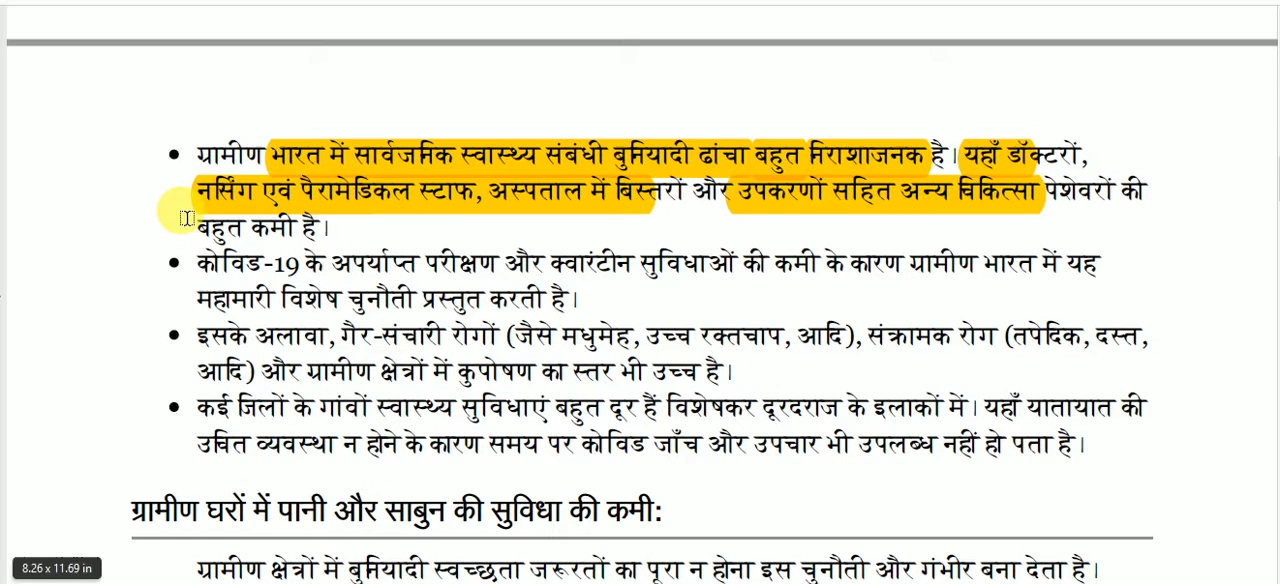 ग्रामीण भारत में सार्वजनिक स्वास्थ्य संबंधी बुनियादी ढांचा बहुत निराशाजनक है। यहाँ डॉक्टरों,
नर्सिंग एवं पैरामेडिकल स्टाफ, अस्पताल में बिस्तरों और उपकरणों सहित अन्य चिकित्सा पेशेवरों की
बहुत कमी है।
कोविड-19 के अपर्याप्त परीक्षण और क्वारंटीन सुविधाओं की कमी के कारण ग्रामीण भारत में यह
महामारी विशेष चुनौती प्रस्तुत करती है।
इसके अलावा, गैर-संचारी रोगों (जैसे मधुमेह, उच्च रक्तचाप, आदि), संक्रामक रोग (तपेदिक, दस्त,
आदि) और ग्रामीण क्षेत्रों में कुपोषण का स्तर भी उच्च है।
कई जिलों के गांवों स्वास्थ्य सुविधाएं बहुत दूर हैं विशेषकर दूरदराज के इलाकों में। यहाँ यातायात की
उचित व्यवस्था न होने के कारण समय पर कोविड जाँच और उपचार भी उपलब्ध नहीं हो पता है।
ग्रामीण घरों में पानी और साबुन की सुविधा की कमी:
ग्रामीण क्षेत्रों में बुनियादी स्वच्छता जरूरतों का पूरा न होना इस चुनौती और गंभीर बना देता है।
8.26 x 11.69 in